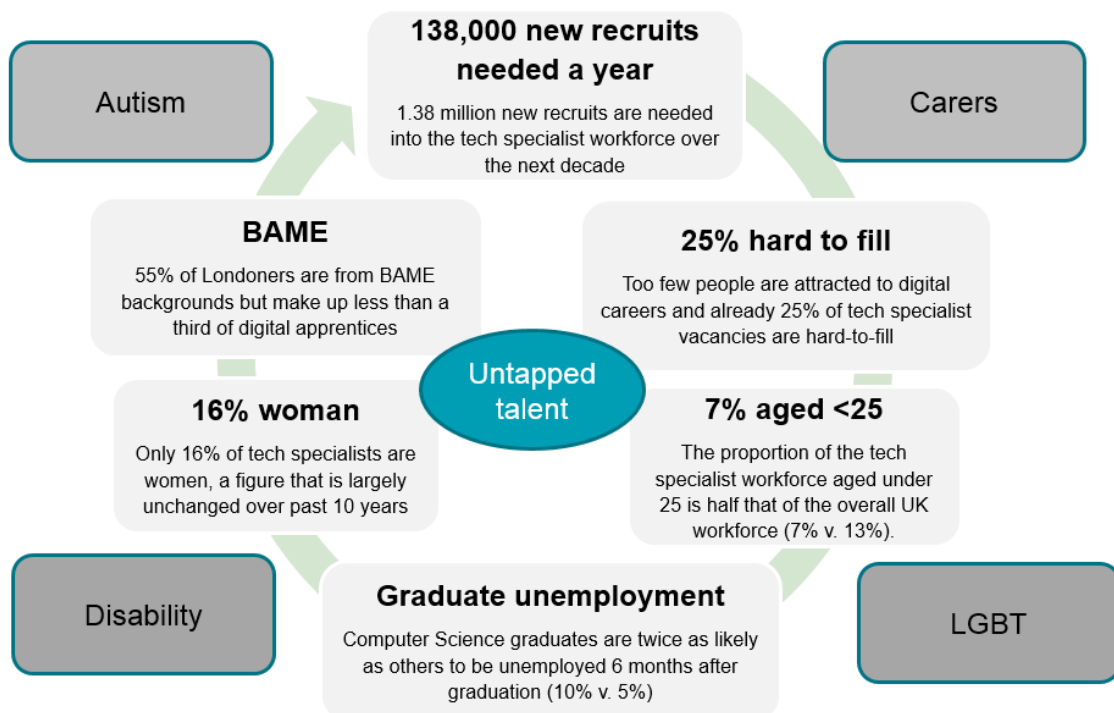 138,000 new recruits
needed a year
1.38 million new recruits are needed
into the tech specialist workforce over
the next decade
Autism
Carers
BAME
55% of Londoners are from BAME
backgrounds but make up less than a
third of digital apprentices
25% hard to fill
Too few people are attracted to digital
careers and already 25% of tech specialist
vacancies are hard-to-fill
Untapped
talent
16% woman
Only 16% of tech specialists are
women, a figure that is largely
unchanged over past 10 years
7% aged <25
The proportion of the tech
specialist workforce aged under
25 is half that of the overall UK
workforce (7% v. 13%).
Disability
Graduate unemployment
Computer Science graduates are twice as likely
as others to be unemployed 6 months after
graduation (10% v. 5%)
LGBT